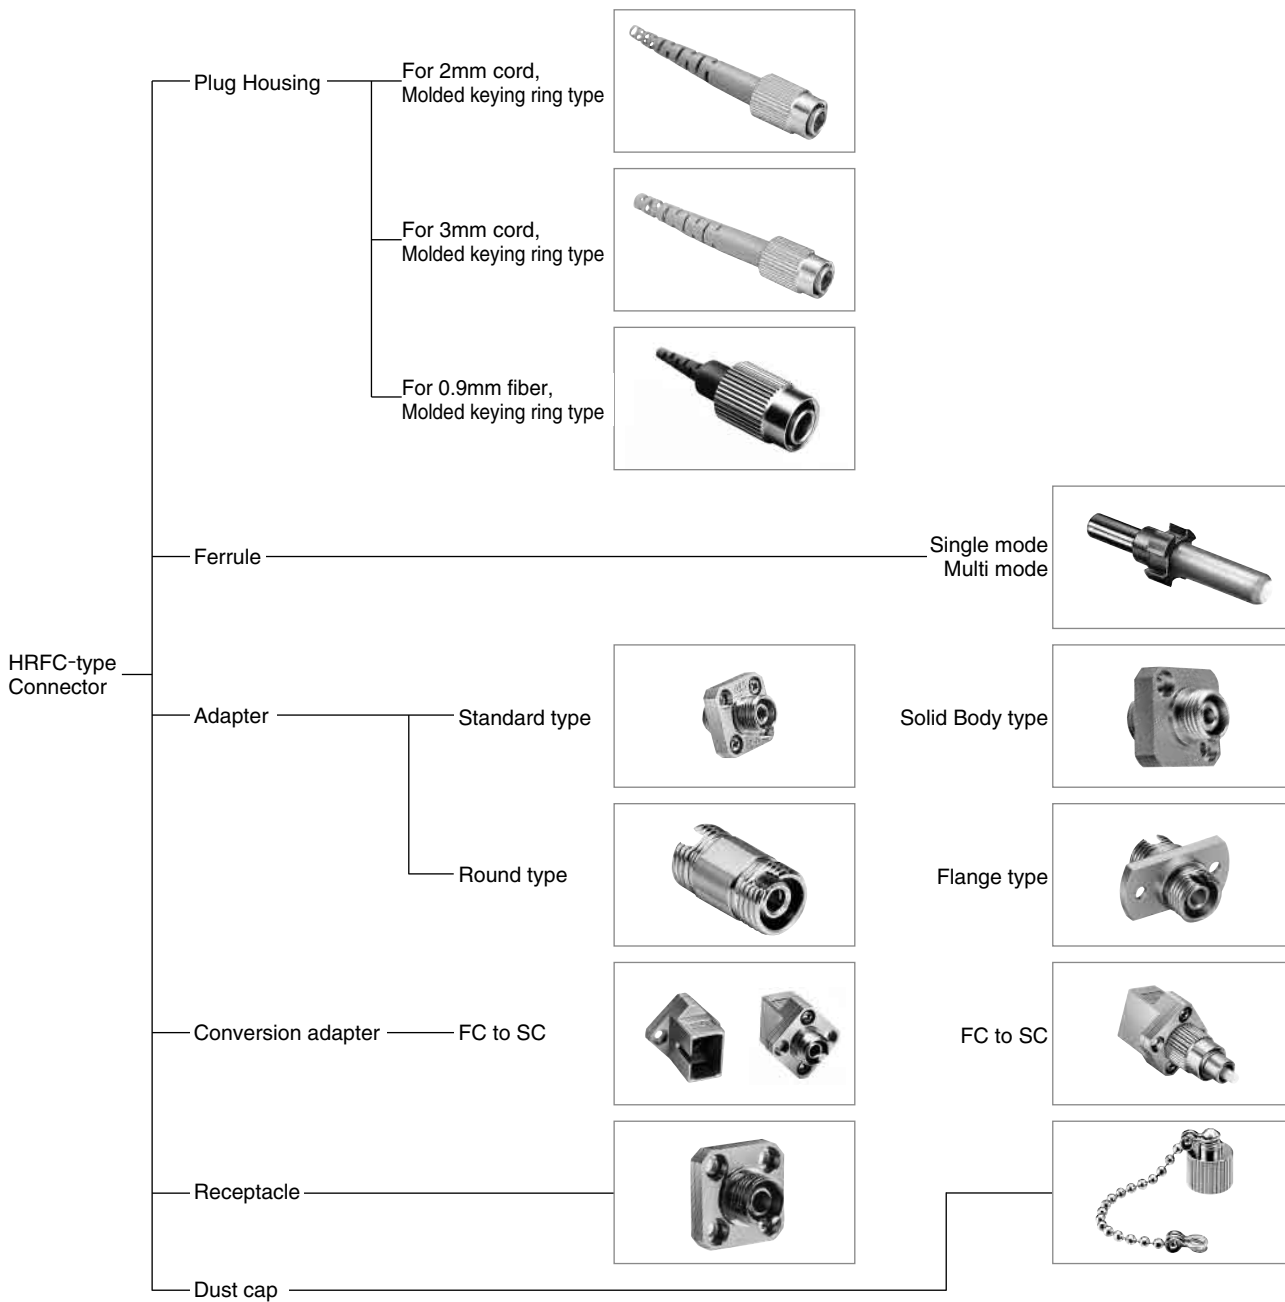 Plug Housing
For 2mm cord,
Molded keying ring type
For 3mm cord,
Molded keying ring type
For 0.9mm fiber,
Molded keying ring type
Ferrule
Single mode
Multi mode
HRFC-type
Connector
Adapter
Standard type
Solid Body type
Round type
Flange type
Conversion adapter
FC to SC
FC to SC
Receptacle
Dust cap